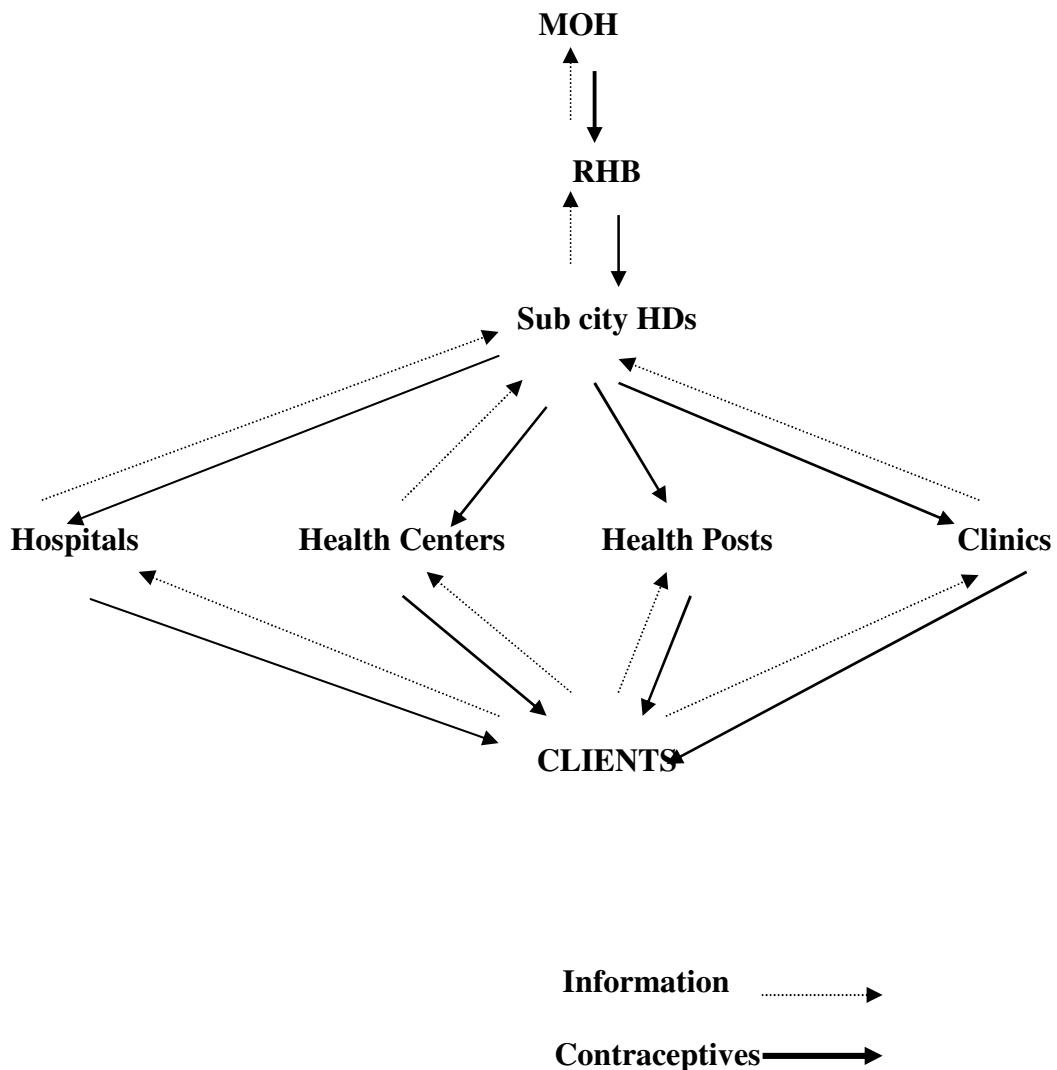 MOH
RHB
Sub city HDs
Hospitals Health Centers Health Posts Clinics
CLIENTS
Information
Contraceptives